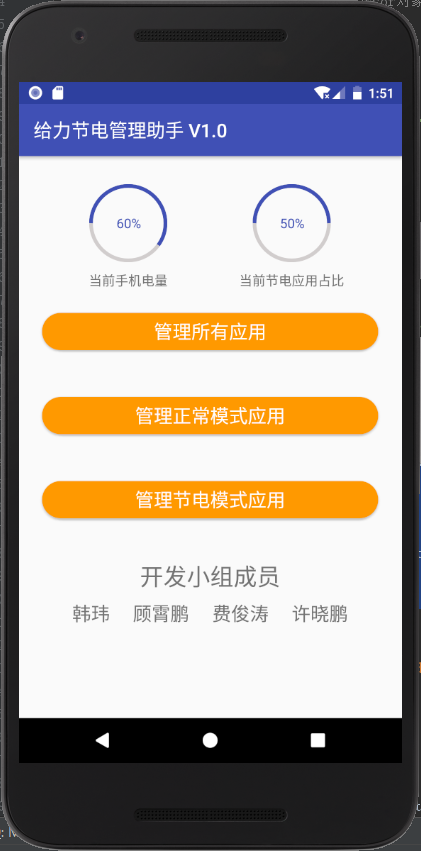 1:51
给力节电管理助手 V1.0
60%
50%
当前手机电量
当前节电应用占比
管理所有应用
管理正常模式应用
管理节电模式应用
开发小组成员
韩玮 顾霄鹏 费俊涛 许晓鹏